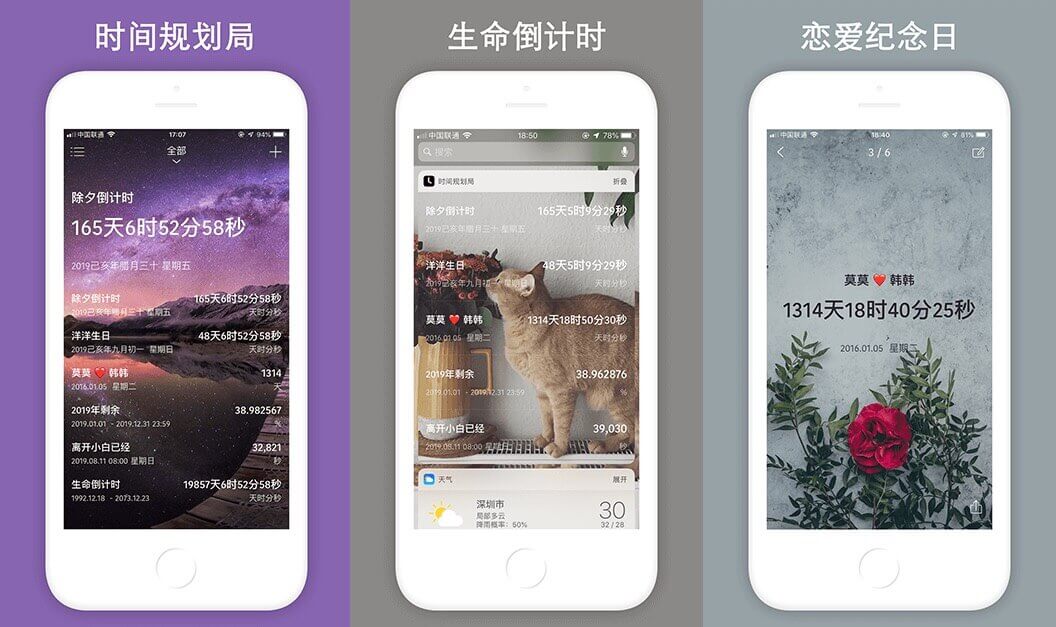 时间规划局
中国联通 17:07 94%
全部
除夕倒计时
165天6时52分58秒
2019己亥年腊月三十 星期五
除夕倒计时 165天6时52分58秒
2019己亥年腊月三十 星期五 天时分秒
洋洋生日 48天6时52分58秒
2019己亥年九月初一 星期日 天时分秒
莫莫 ❤️ 韩韩 1314
2016.01.05 星期二 天
2019年剩余 38.982567
2019.01.01 - 2019.12.31 23:59 %
离开小白已经 32,821
2019.08.11 08:00 星期日 秒
生命倒计时 19857天6时52分58秒
1992.12.18 - 2073.12.23 天时分秒
生命倒计时
中国联通 18:50 78%
搜索
时间规划局 折叠
除夕倒计时 165天5时9分29秒
2019己亥年腊月三十 星期五 天时分秒
洋洋生日 48天5时9分29秒
2019己亥年九月初一 星期日 天时分秒
莫莫 ❤️ 韩韩 1314天18时50分30秒
2016.01.05 星期二 天时分秒
2019年剩余 38.962876
2019.01.01 - 2019.12.31 23:59 %
离开小白已经 39,030
2019.08.11 08:00 星期日 秒
天气 展开
深圳市 30
局部多云
降雨概率：50% 32 / 28
恋爱纪念日
中国联通 18:40 81%
3 / 6
莫莫 ❤️ 韩韩
1314天18时40分25秒
2016.01.05 星期二